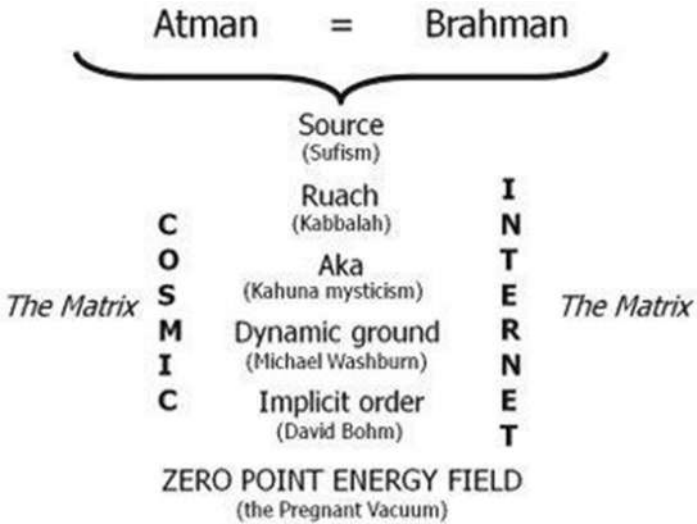 Atman = Brahman
Source
(Sufism)
Ruach
(Kabbalah)
Aka
(Kahuna mysticism)
Dynamic ground
(Michael Washburn)
Implicit order
(David Bohm)
COSMIC
INTERNET
The Matrix
The Matrix
ZERO POINT ENERGY FIELD
(the Pregnant Vacuum)